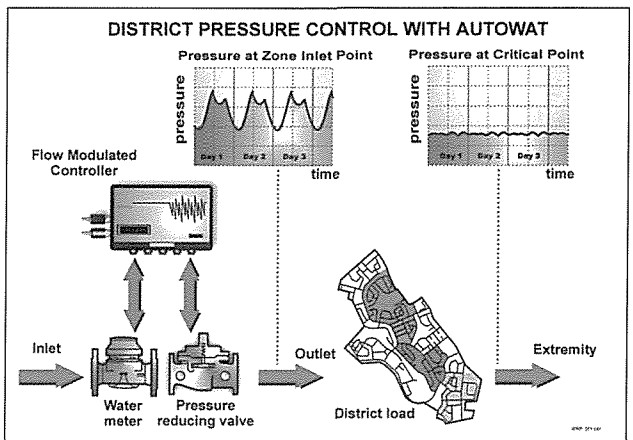 DISTRICT PRESSURE CONTROL WITH AUTOWAT
Pressure at Zone Inlet Point
Pressure at Critical Point
pressure
Day 1 Day 2 Day 3
time
pressure
Day 1 Day 2 Day 3
time
Flow Modulated
Controller
Inlet
Water
meter
Pressure
reducing valve
Outlet
District load
Extremity